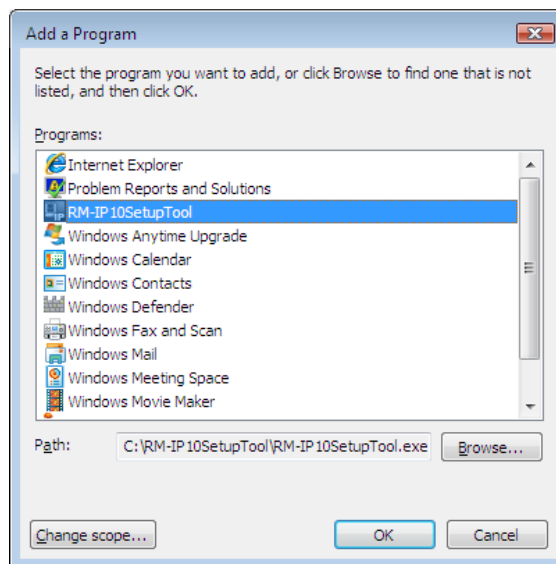 Add a Program
Select the program you want to add, or click Browse to find one that is not
listed, and then click OK.
Programs:
Internet Explorer
Problem Reports and Solutions
IP RM-IP10SetupTool
Windows Anytime Upgrade
Windows Calendar
Windows Contacts
Windows Defender
Windows Fax and Scan
Windows Mail
Windows Meeting Space
Windows Movie Maker
Path: C:\RM-IP10SetupTool\RM-IP10SetupTool.exe Browse...
Change scope... OK Cancel